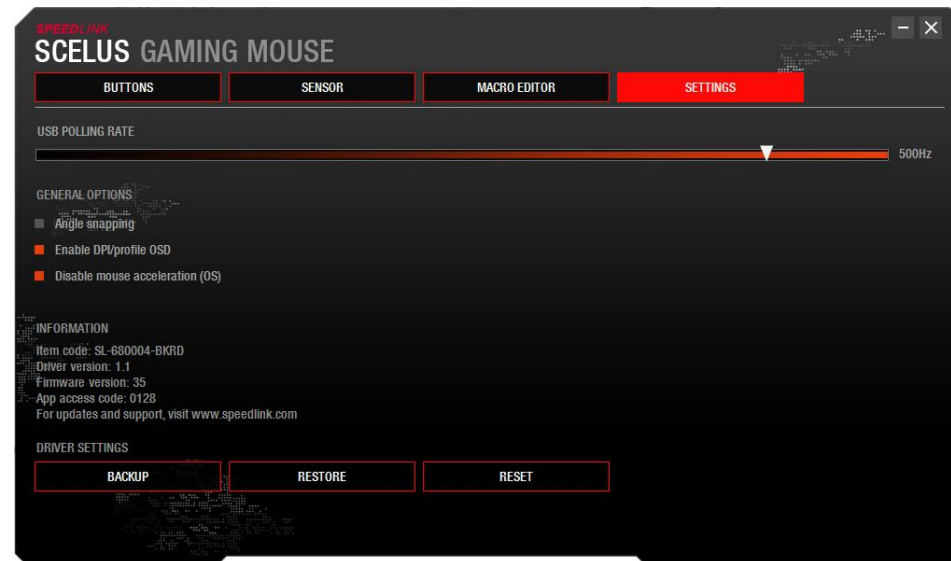 SPEEDLINK
SCELUS GAMING MOUSE
BUTTONS SENSOR MACRO EDITOR SETTINGS
USB POLLING RATE
500Hz
GENERAL OPTIONS
Angle snapping
Enable DPI/profile OSD
Disable mouse acceleration (OS)
INFORMATION
Item code: SL-680004-BKRD
Driver version: 1.1
Firmware version: 35
App access code: 0128
For updates and support, visit www.speedlink.com
DRIVER SETTINGS
BACKUP RESTORE RESET